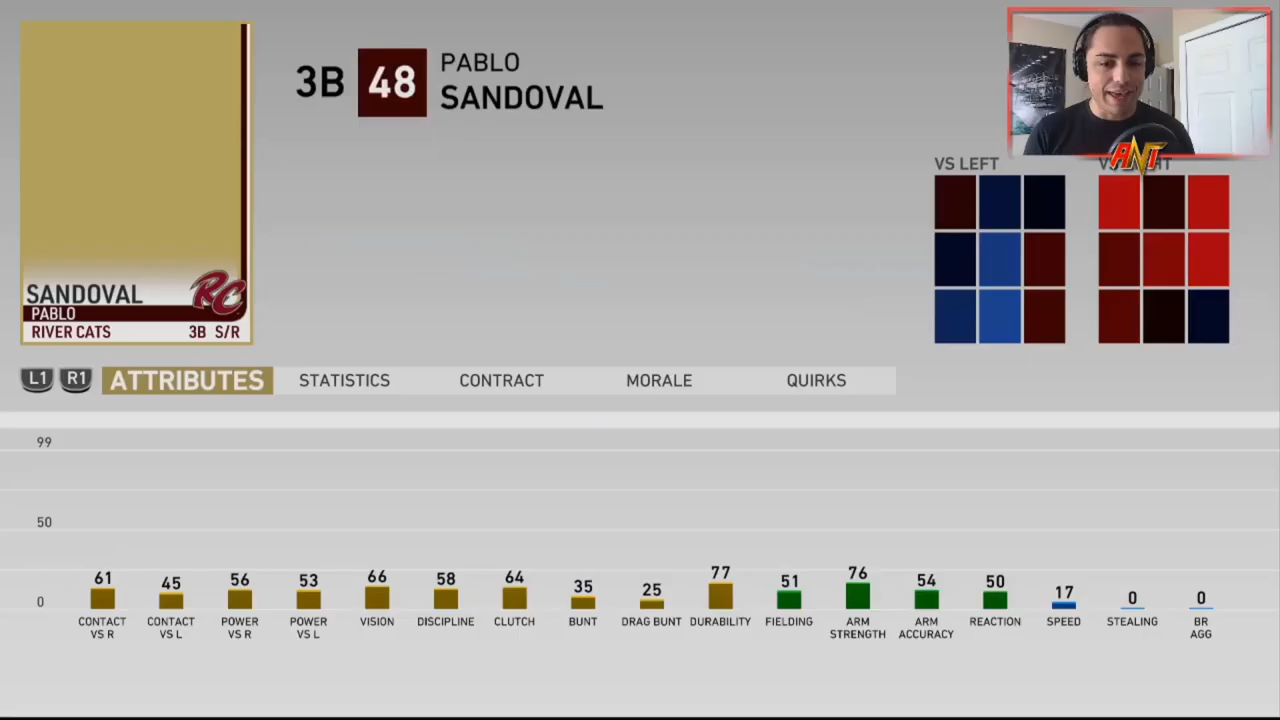 3B 48 PABLO
SANDOVAL
ANT
VS LEFT
SANDOVAL
RC
PABLO
RIVER CATS 3B S/R
L1 R1 ATTRIBUTES STATISTICS CONTRACT MORALE QUIRKS
99
50
0
61 45 56 53 66 58 64 35 25 77 51 76 54 50 17 0 0
CONTACT VS R
CONTACT VS L
POWER VS R
POWER VS L
VISION
DISCIPLINE
CLUTCH
BUNT
DRAG BUNT
DURABILITY
FIELDING
ARM STRENGTH
ARM ACCURACY
REACTION
SPEED
STEALING
BR AGG